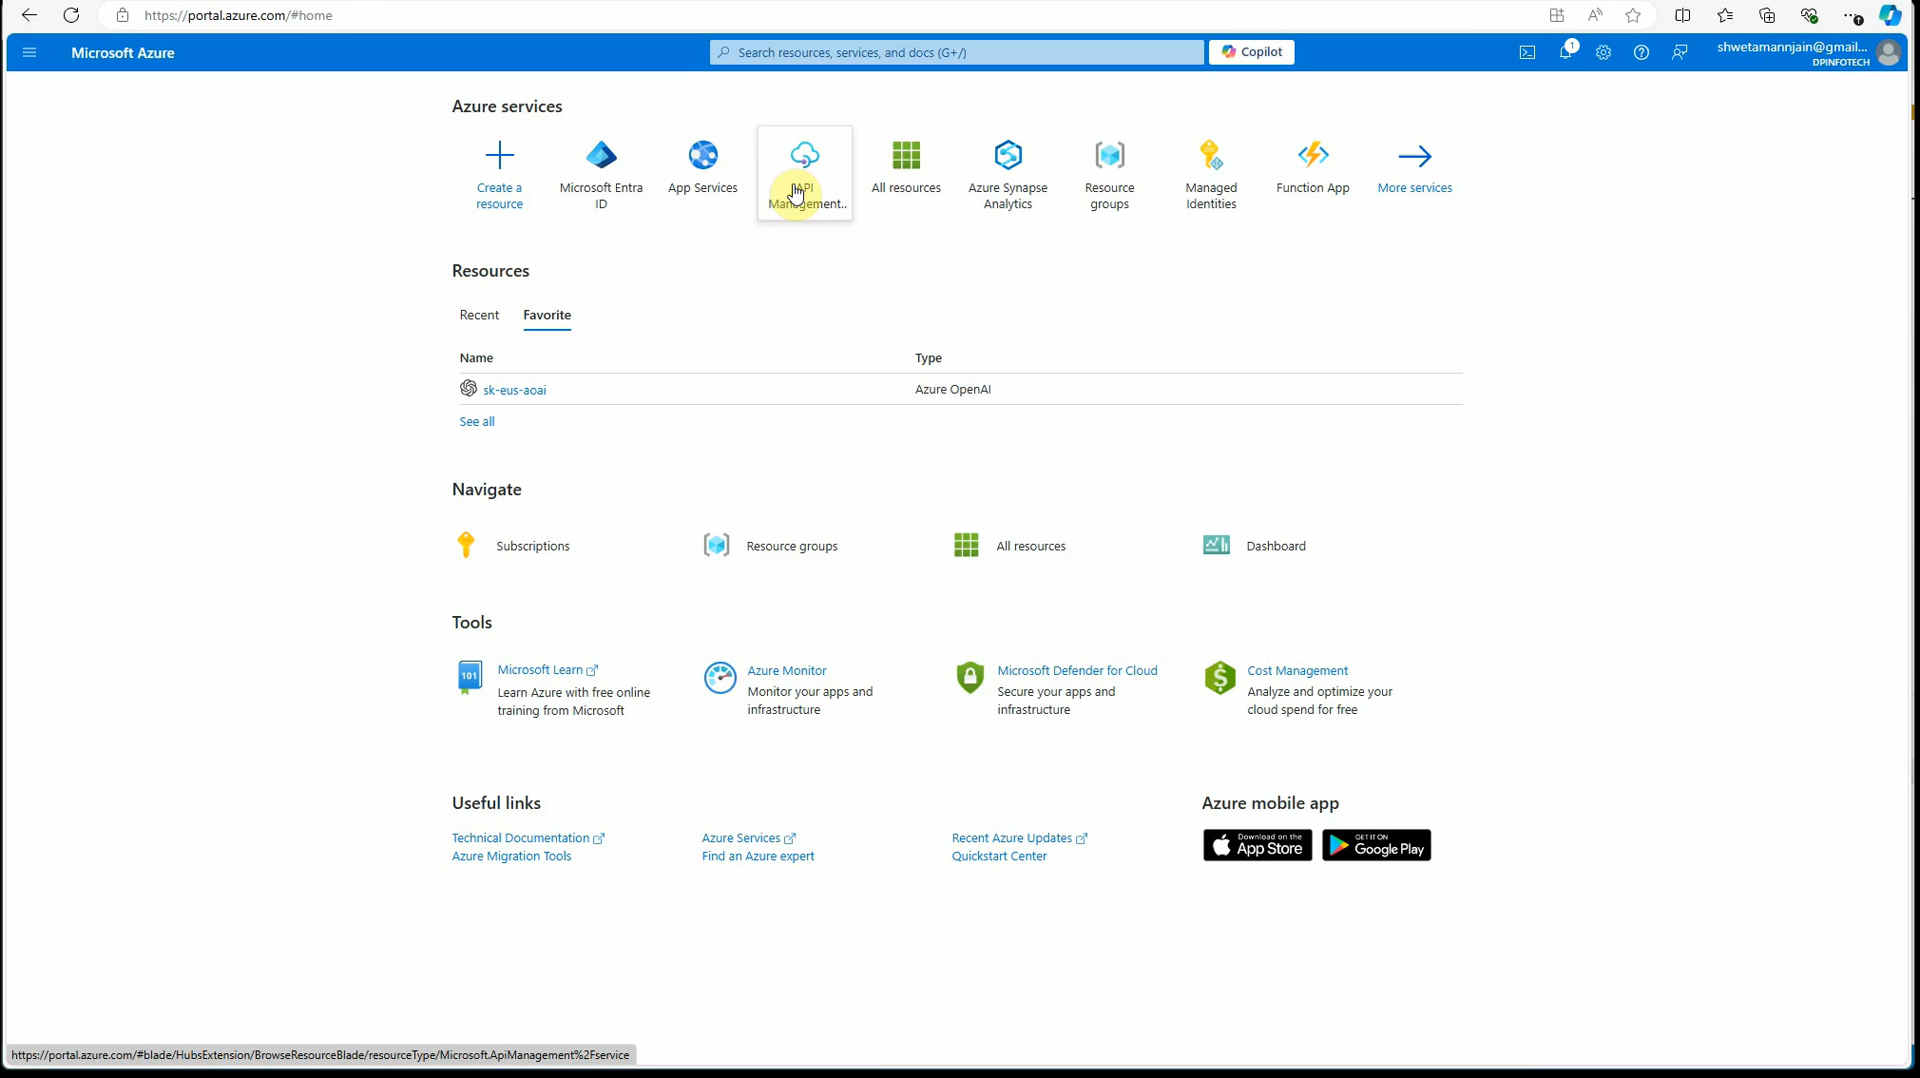 https://portal.azure.com/#home
Microsoft Azure
Search resources, services, and docs (G+/)
Copilot
1
shwetamannjain@gmail...
DPINFOTECH
Azure services
Create a
resource
Microsoft Entra
ID
App Services
API
Management..
All resources
Azure Synapse
Analytics
Resource
groups
Managed
Identities
Function App
More services
Resources
Recent
Favorite
Name
Type
sk-eus-aoai
Azure OpenAI
See all
Navigate
Subscriptions
Resource groups
All resources
Dashboard
Tools
101
Microsoft Learn
Learn Azure with free online
training from Microsoft
Azure Monitor
Monitor your apps and
infrastructure
Microsoft Defender for Cloud
Secure your apps and
infrastructure
Cost Management
Analyze and optimize your
cloud spend for free
Useful links
Technical Documentation
Azure Migration Tools
Azure Services
Find an Azure expert
Recent Azure Updates
Quickstart Center
Azure mobile app
Download on the
App Store
GET IT ON
Google Play
https://portal.azure.com/#blade/HubsExtension/BrowseResourceBlade/resourceType/Microsoft.ApiManagement%2Fservice